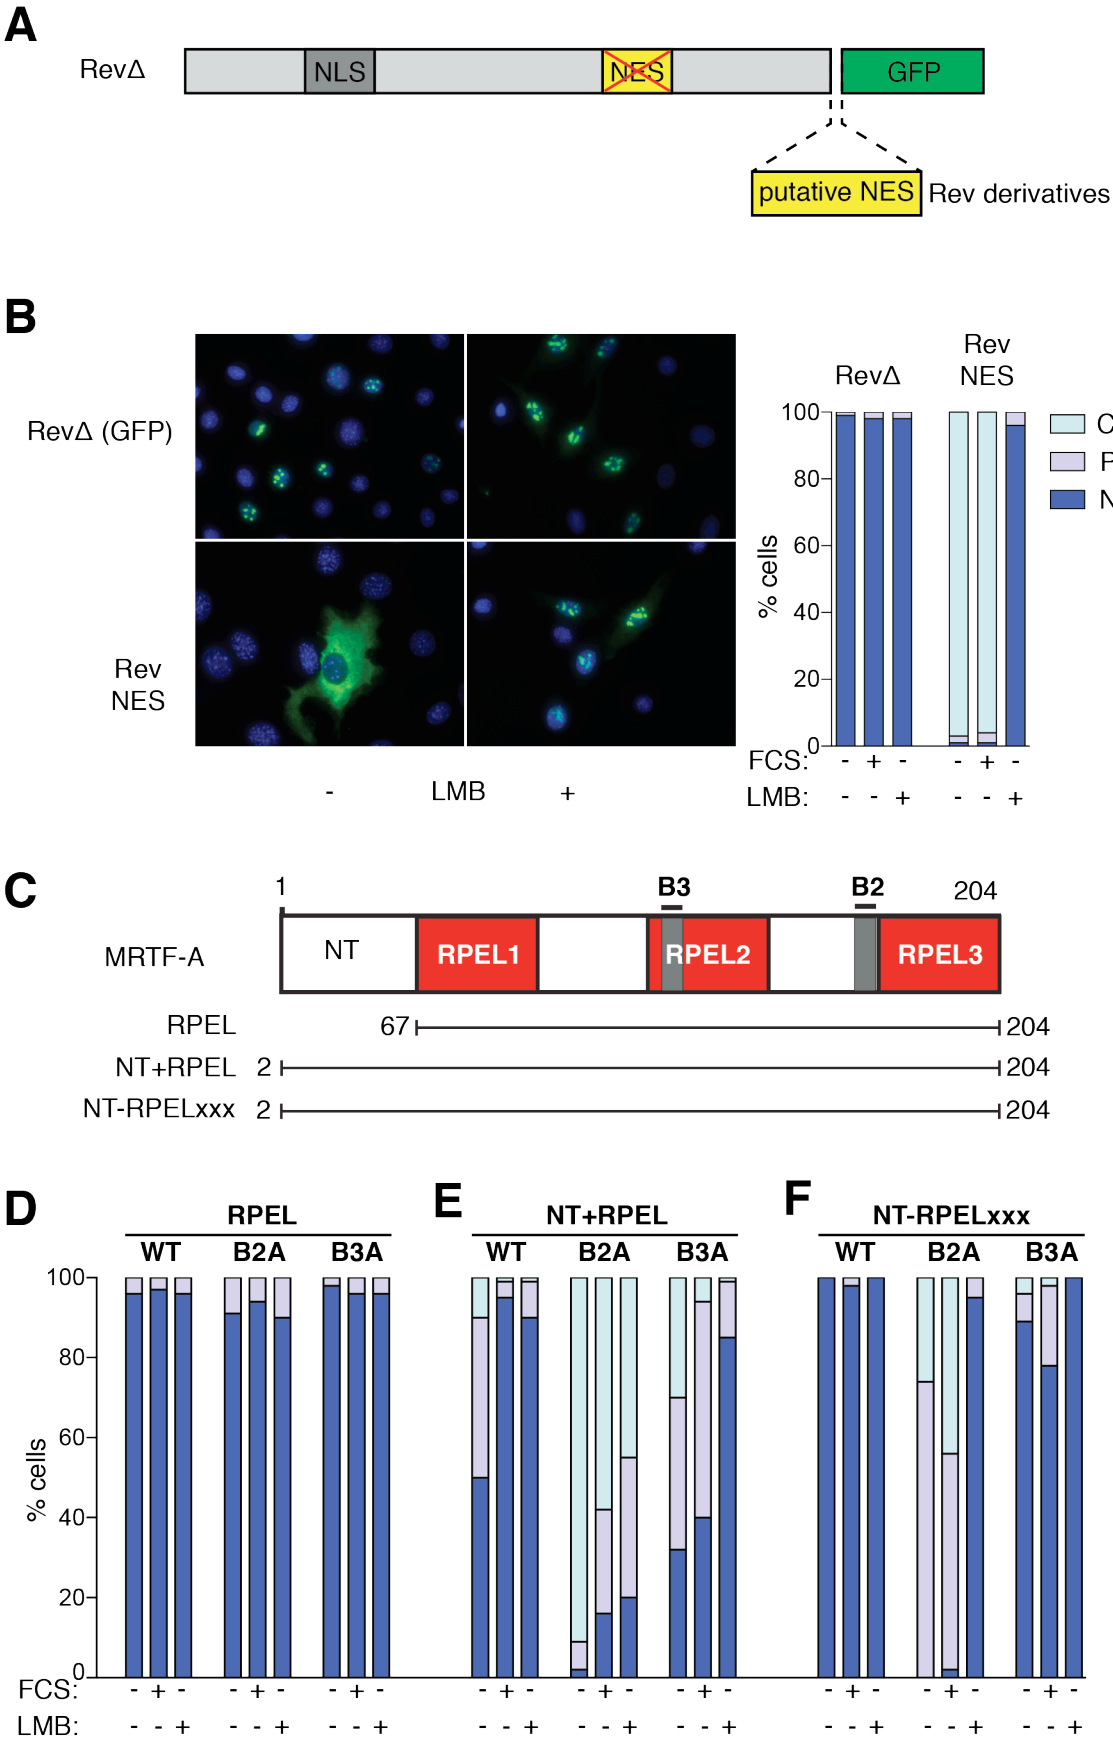 A
RevΔ
NLS
NES
GFP
putative NES
Rev derivatives
B
RevΔ (GFP)
Rev
NES
- LMB +
RevΔ
Rev
NES
100
80
60
40
20
0
% cells
C
P
N
FCS: - + - - + -
LMB: - - + - - +
C
1
B3
B2
204
MRTF-A
NT
RPEL1
RPEL2
RPEL3
RPEL 67 204
NT+RPEL 2 204
NT-RPELxxx 2 204
D
RPEL
WT B2A B3A
E
NT+RPEL
WT B2A B3A
F
NT-RPELxxx
WT B2A B3A
100
80
60
40
20
0
% cells
FCS: - + - - + - - + - - + - - + - - + - - + - - + - - + -
LMB: - - + - - + - - + - - + - - + - - + - - + - - + - - +